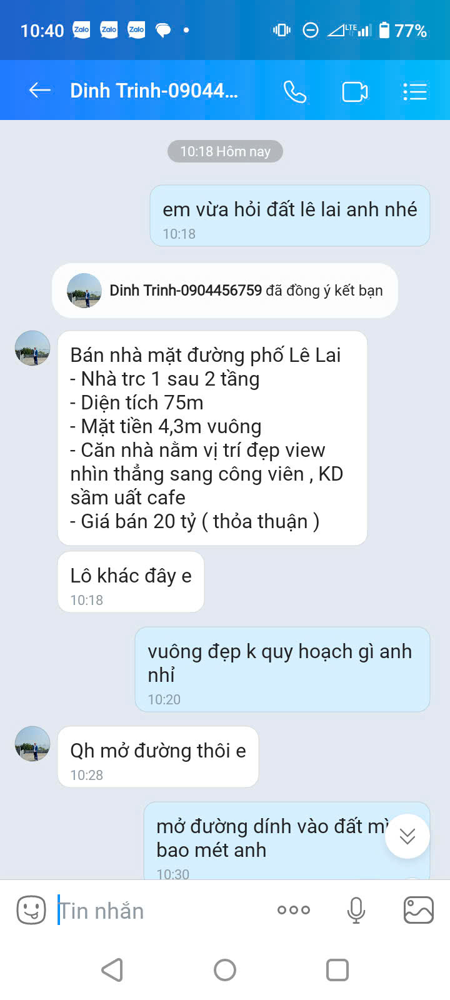 10:40 Zalo Zalo Zalo LTE 77%
Dinh Trinh-09044...
10:18 Hôm nay
em vừa hỏi đất lê lai anh nhé
10:18
Dinh Trinh-0904456759 đã đồng ý kết bạn
Bán nhà mặt đường phố Lê Lai
- Nhà trc 1 sau 2 tầng
- Diện tích 75m
- Mặt tiền 4,3m vuông
- Căn nhà nằm vị trí đẹp view
nhìn thẳng sang công viên , KD
sầm uất cafe
- Giá bán 20 tỷ ( thỏa thuận )
Lô khác đây e
10:18
vuông đẹp k quy hoạch gì anh
nhỉ
10:20
Qh mở đường thôi e
10:28
mở đường dính vào đất mì
bao mét anh
10:30
Tin nhắn